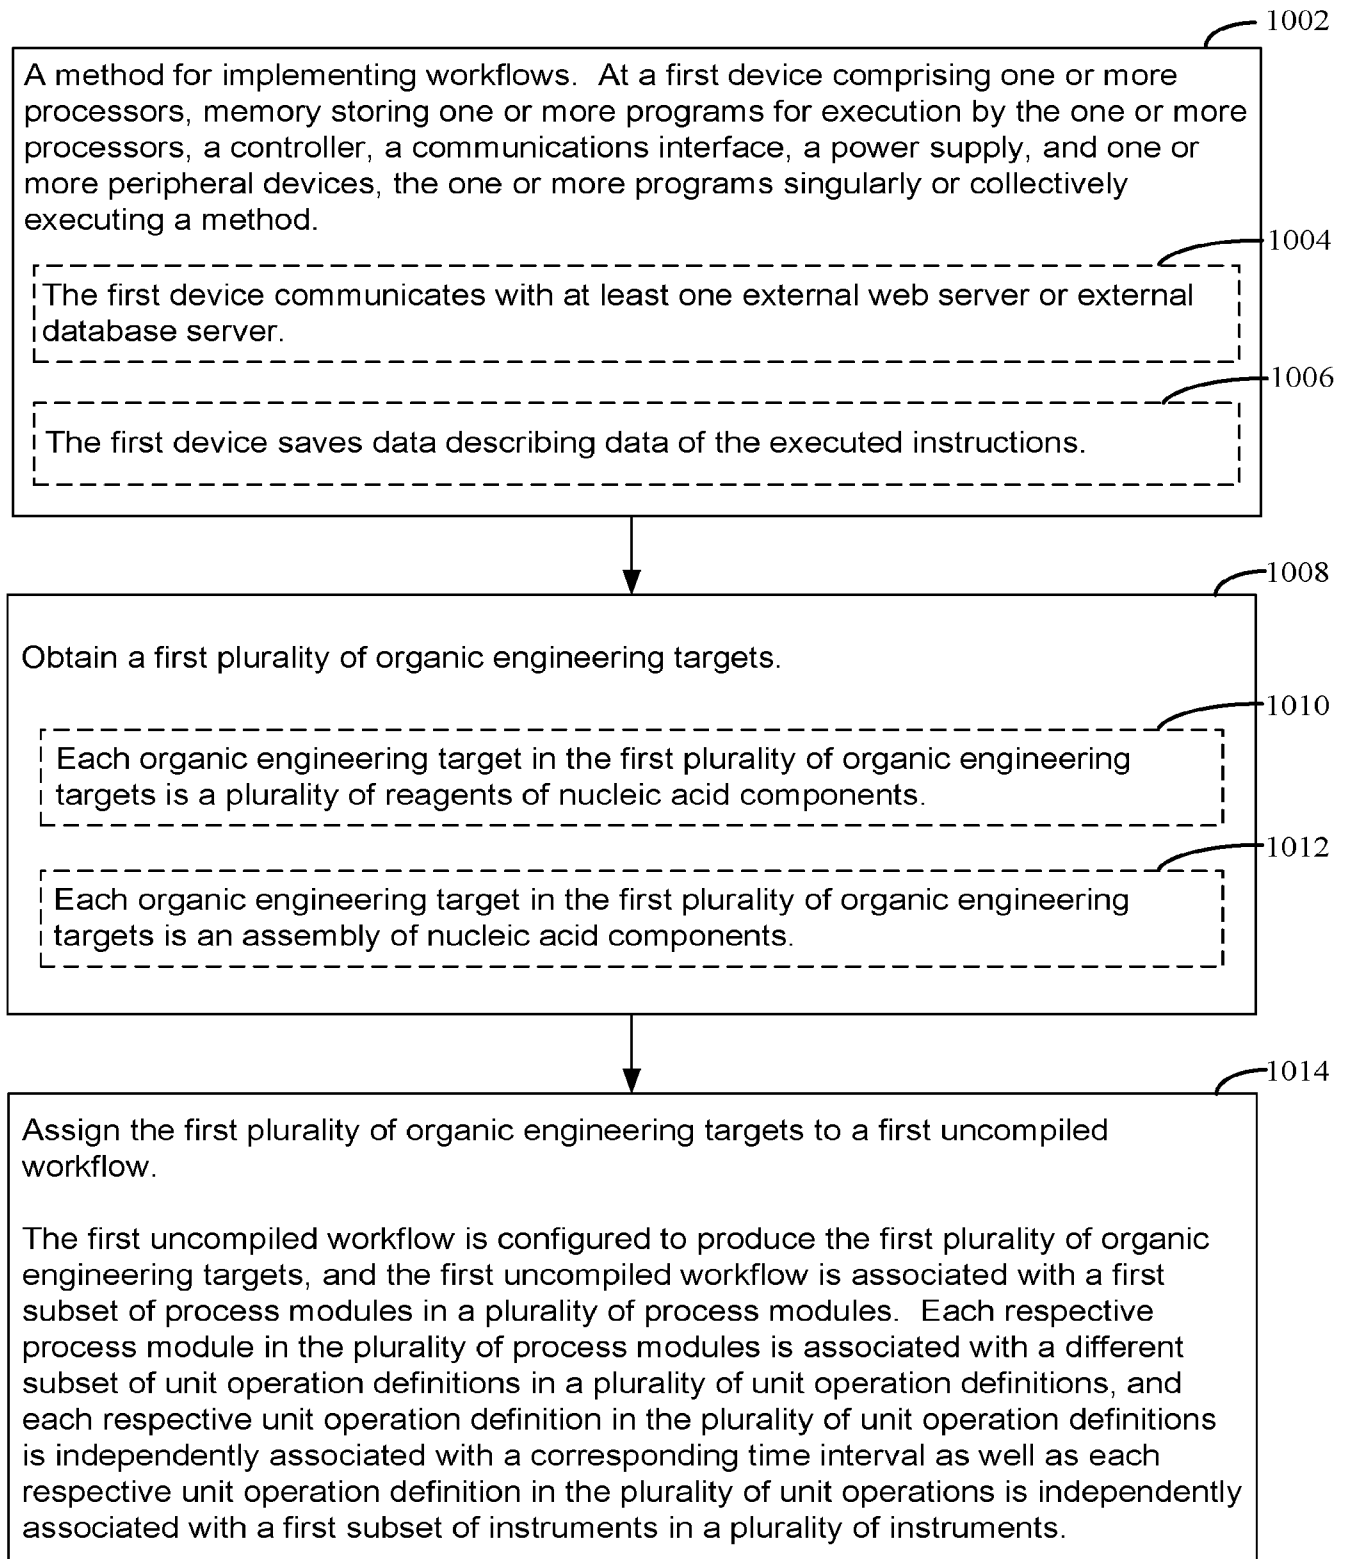 1002
A method for implementing workflows.  At a first device comprising one or more
processors, memory storing one or more programs for execution by the one or more
processors, a controller, a communications interface, a power supply, and one or
more peripheral devices, the one or more programs singularly or collectively
executing a method.
1004
The first device communicates with at least one external web server or external
database server.
1006
The first device saves data describing data of the executed instructions.
1008
Obtain a first plurality of organic engineering targets.
1010
Each organic engineering target in the first plurality of organic engineering
targets is a plurality of reagents of nucleic acid components.
1012
Each organic engineering target in the first plurality of organic engineering
targets is an assembly of nucleic acid components.
1014
Assign the first plurality of organic engineering targets to a first uncompiled
workflow.
The first uncompiled workflow is configured to produce the first plurality of organic
engineering targets, and the first uncompiled workflow is associated with a first
subset of process modules in a plurality of process modules.  Each respective
process module in the plurality of process modules is associated with a different
subset of unit operation definitions in a plurality of unit operation definitions, and
each respective unit operation definition in the plurality of unit operation definitions
is independently associated with a corresponding time interval as well as each
respective unit operation definition in the plurality of unit operations is independently
associated with a first subset of instruments in a plurality of instruments.